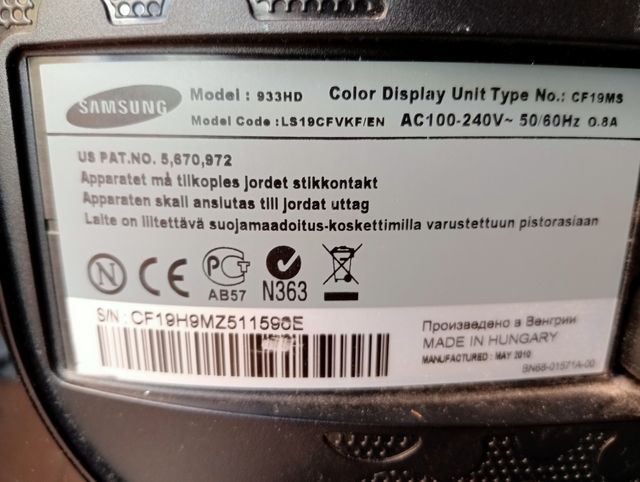 SAMSUNG
Model : 933HD Color Display Unit Type No.: CF19MS
Model Code : LS19CFVKF/EN AC100-240V~ 50/60Hz 0.8A
US PAT.NO. 5,670,972
Apparatet må tilkoples jordet stikkontakt
Apparaten skall anslutas till jordat uttag
Laite on liitettävä suojamaadoitus-koskettimilla varustettuun pistorasiaan
N CE PCT
AB57 N363
S/N : CF19H9MZ511596E
Произведено в Венгрии
MADE IN HUNGARY
MANUFACTURED : MAY 2010
BN68-01571A-00